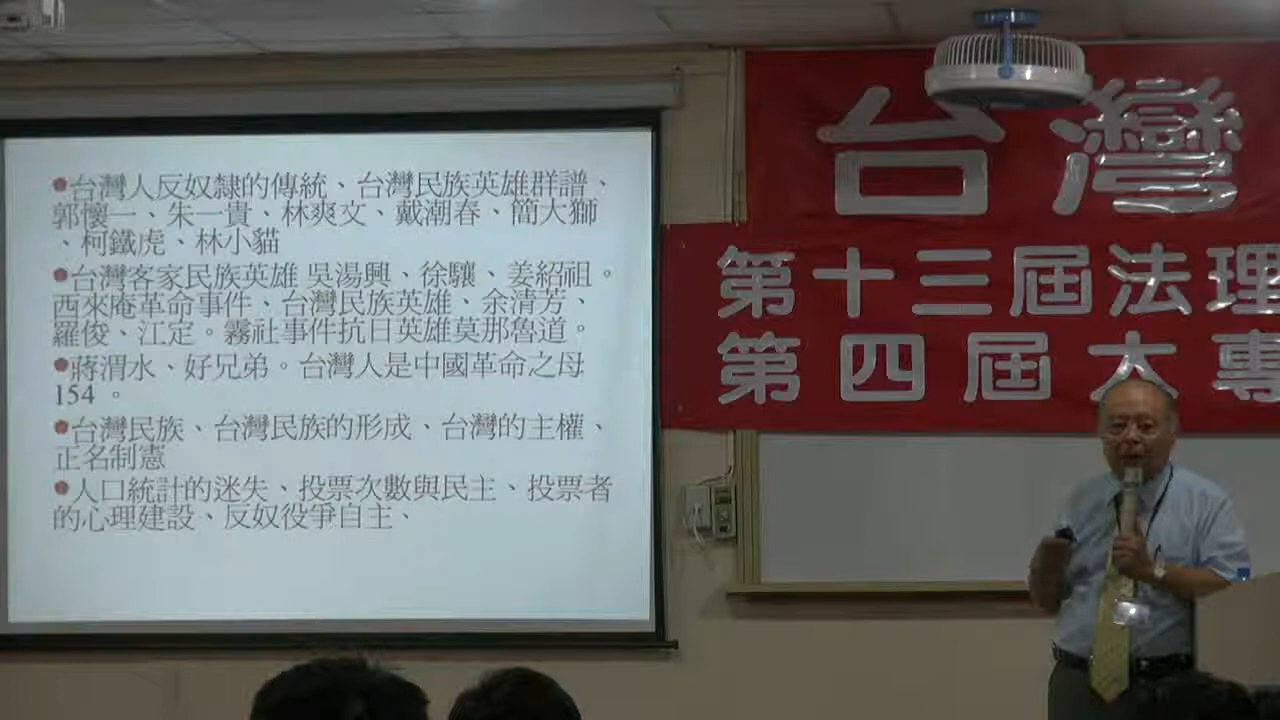 台灣人反奴隸的傳統、台灣民族英雄群譜、
郭懷一、朱一貴、林爽文、戴潮春、簡大獅
、柯鐵虎、林小貓
台灣客家民族英雄 吳湯興、徐驤、姜紹祖。
西來庵革命事件、台灣民族英雄、余清芳、
羅俊、江定。霧社事件抗日英雄莫那魯道。
蔣渭水、好兄弟。台灣人是中國革命之母
154 。
台灣民族、台灣民族的形成、台灣的主權、
正名制憲
人口統計的迷失、投票次數與民主、投票者
的心理建設、反奴役爭自主、
台灣
第十三屆法理
第四屆大專